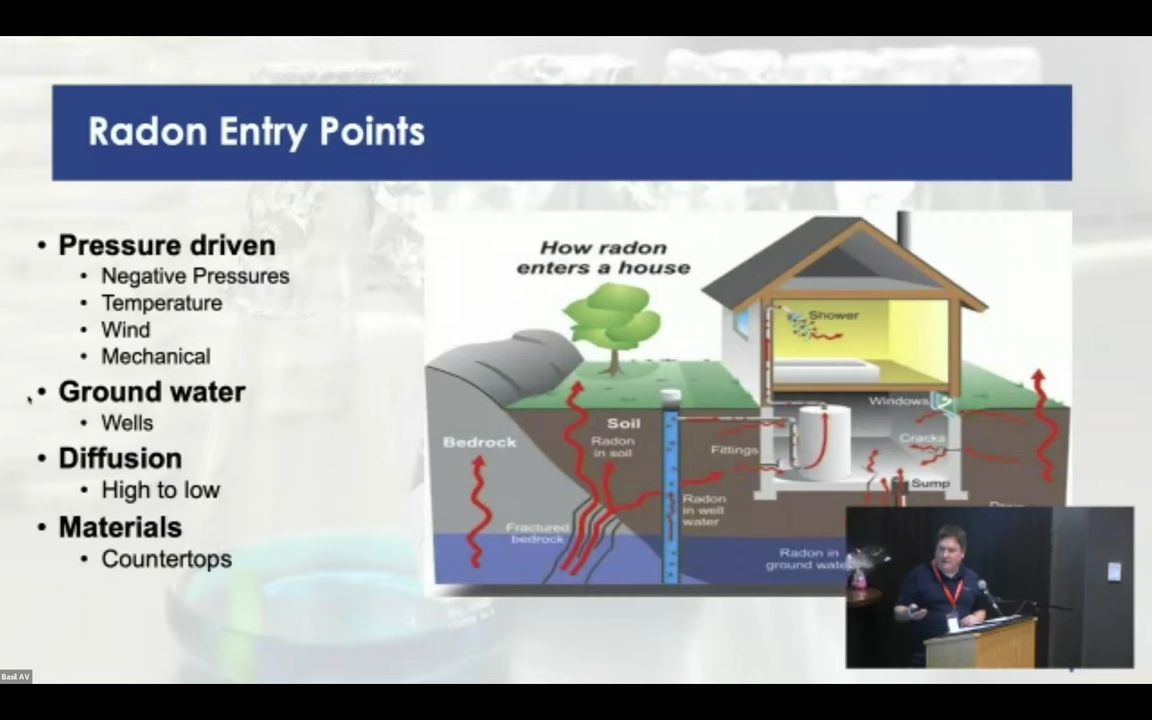 Radon Entry Points
• Pressure driven
• Negative Pressures
• Temperature
• Wind
• Mechanical
• Ground water
• Wells
• Diffusion
• High to low
• Materials
• Countertops
How radon
enters a house
Shower
Windows
Soil
Bedrock
Radon
in soil
Cracks
Fittings
Sump
Radon
in well
water
Fractured
bedrock
Radon in
ground
Basil AV